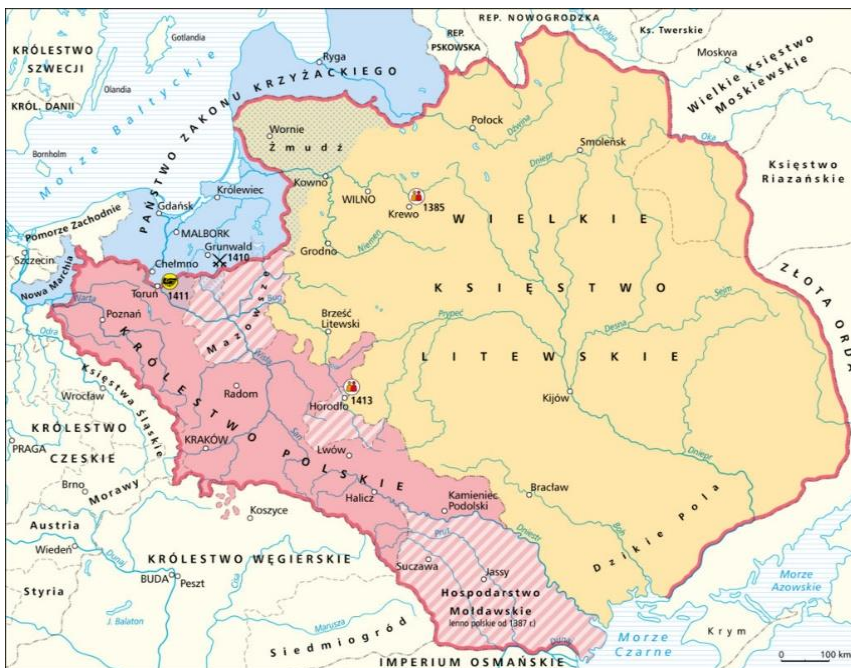 REP. NOWOGRODZKA
REP.
PSKOWSKA
Ks. Twerskie
Wołga
Moskwa
Wielkie Księstwo
Moskiewskie
Gotlandia
KRÓLESTWO
SZWECJI
Olandia
KRÓL. DANII
Bornholm
Morze Bałtyckie
Ryga
PAŃSTWO ZAKONU KRZYŻACKIEGO
Wornie
Żmudź
Połock
Dźwina
Smoleńsk
Dniepr
Oka
Księstwo
Riazańskie
Kowno
WILNO
Krewo
1385
WIELKIE
KSIĘSTWO
LITEWSKIE
Królewiec
Gdańsk
MALBORK
Grunwald
1410
Pomorze Zachodnie
Szczecin
Nowa Marchia
Chełmno
Toruń
1411
Grodno
Niemen
ZŁOTA ORDA
Mazowsze
Bug
Warta
Poznań
Odra
Brześć
Litewski
Prypeć
Desna
Sejm
Wisła
KRÓLESTWO POLSKIE
Księstwa Śląskie
Wrocław
Radom
Horodło
1413
Kijów
KRÓLESTWO
CZESKIE
PRAGA
KRAKÓW
San
Lwów
Dniepr
Brno
Morawy
Halicz
Kamieniec
Podolski
Bracław
Koszyce
Austria
Wiedeń
Dunaj
KRÓLESTWO WĘGIERSKIE
Prut
Dniestr
Boh
Dzikie Pola
BUDA
Peszt
Cisa
Suczawa
Jassy
Hospodarstwo
Mołdawskie
lenno polskie od 1387 r.)
Styria
J. Balaton
Marusza
Siedmiogród
Dunaj
Morze
Azowskie
Morze
Czarne
Krym
IMPERIUM OSMAŃSKIE
0 100 km